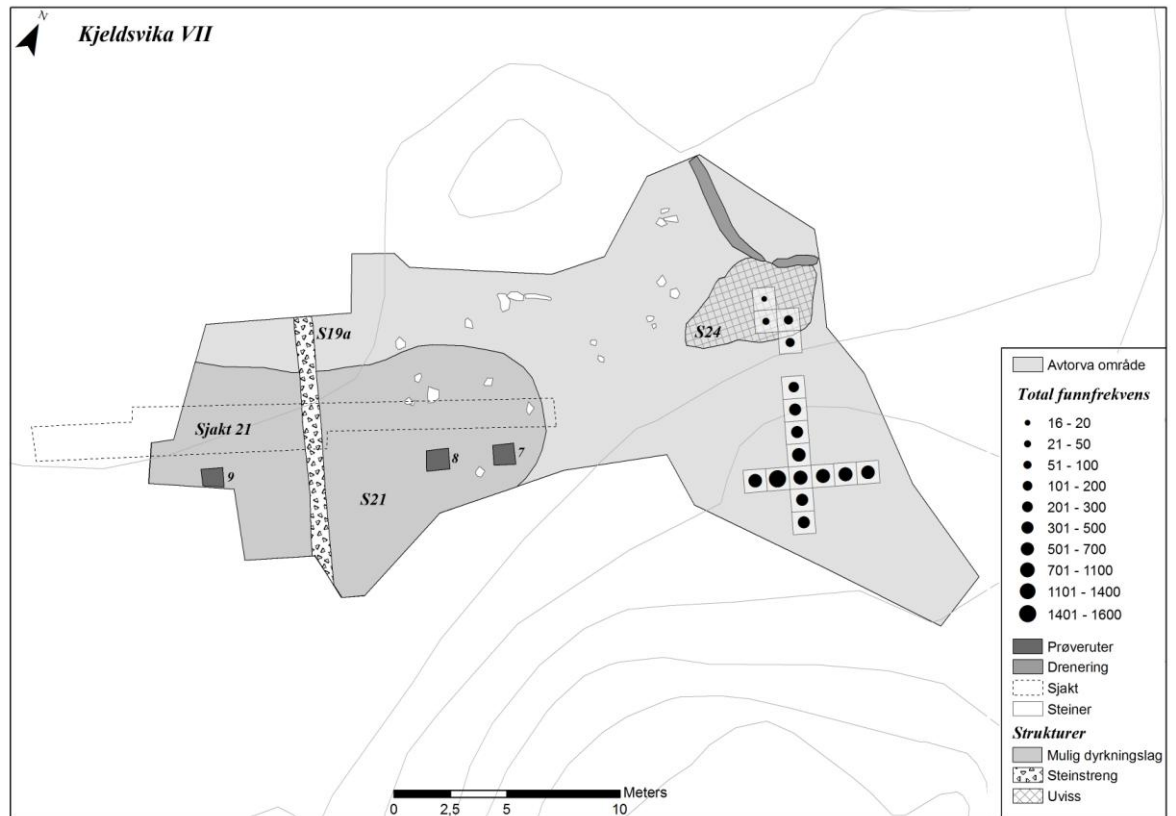 N
Kjeldsvika VII
S19a
S24
Sjakt 21
7
8
9
S21
Avtorva område
Total funnfrekvens
16 - 20
21 - 50
51 - 100
101 - 200
201 - 300
301 - 500
501 - 700
701 - 1100
1101 - 1400
1401 - 1600
Prøveruter
Drenering
Sjakt
Steiner
Strukturer
Mulig dyrkningslag
Steinstreng
Uviss
Meters
0 2,5 5 10